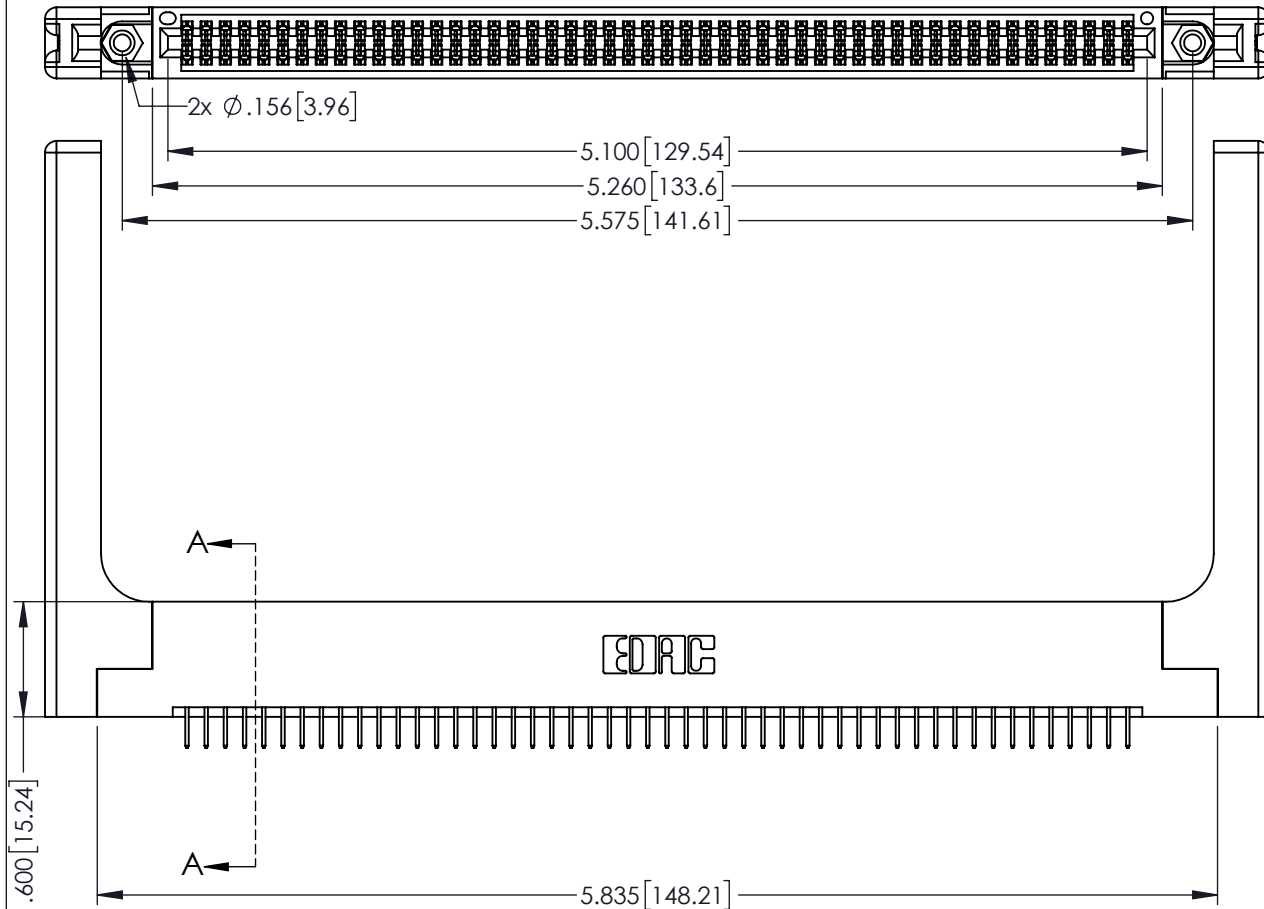 2x ∅.156[3.96]
5.100[129.54]
5.260[133.6]
5.575[141.61]
A
EDAC
.600[15.24]
A
5.835[148.21]